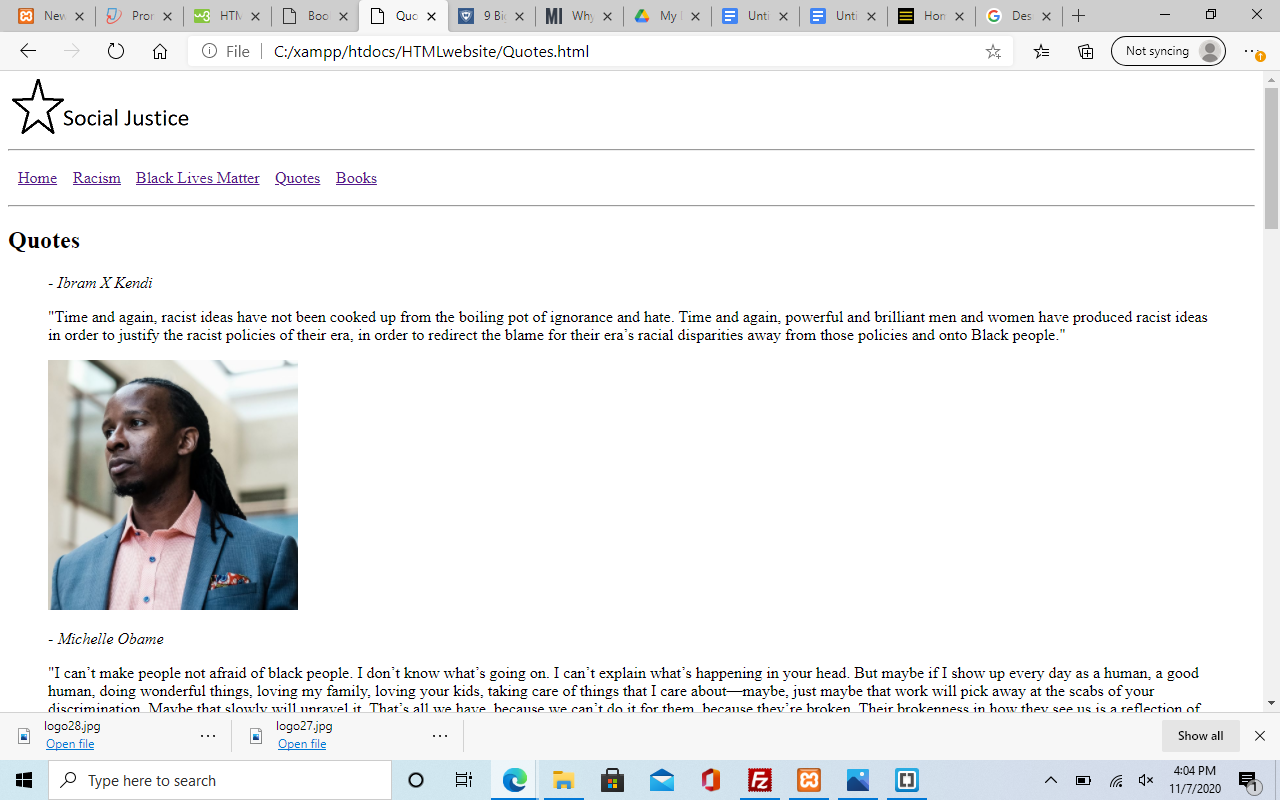 New
Pror
HTM
Boo
Quc
9 Bi
MI Why
My
Unti
Unti
Hon
Des
File C:/xampp/htdocs/HTMLwebsite/Quotes.html Not syncing
Social Justice
Home Racism Black Lives Matter Quotes Books
Quotes
- Ibram X Kendi
"Time and again, racist ideas have not been cooked up from the boiling pot of ignorance and hate. Time and again, powerful and brilliant men and women have produced racist ideas
in order to justify the racist policies of their era, in order to redirect the blame for their era’s racial disparities away from those policies and onto Black people."
- Michelle Obame
"I can’t make people not afraid of black people. I don’t know what’s going on. I can’t explain what’s happening in your head. But maybe if I show up every day as a human, a good
human, doing wonderful things, loving my family, loving your kids, taking care of things that I care about—maybe, just maybe that work will pick away at the scabs of your
discrimination. Maybe that slowly will unravel it. That’s all we have, because we can’t do it for them, because they’re broken. Their brokenness in how they see us is a reflection of
logo28.jpg
Open file
logo27.jpg
Open file
Show all
Type here to search
4:04 PM
11/7/2020
1